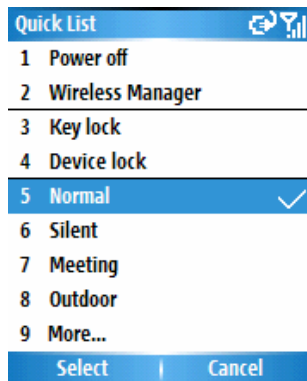 Quick List
1 Power off
2 Wireless Manager
3 Key lock
4 Device lock
5 Normal
6 Silent
7 Meeting
8 Outdoor
9 More...
Select Cancel